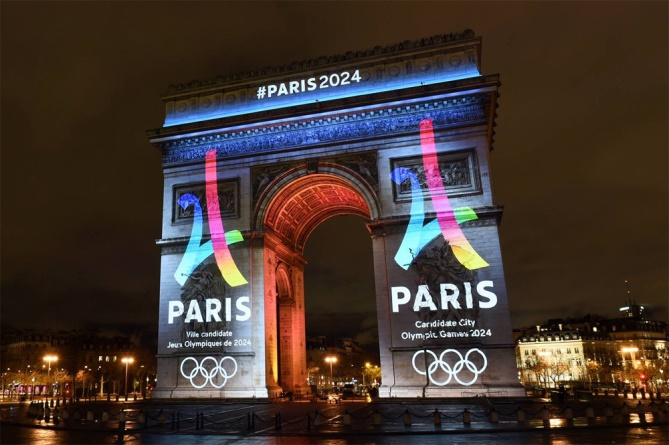 #PARIS2024
PARIS
Ville candidate
Jeux Olympiques de 2024
PARIS
Candidate City
Olympic Games 2024